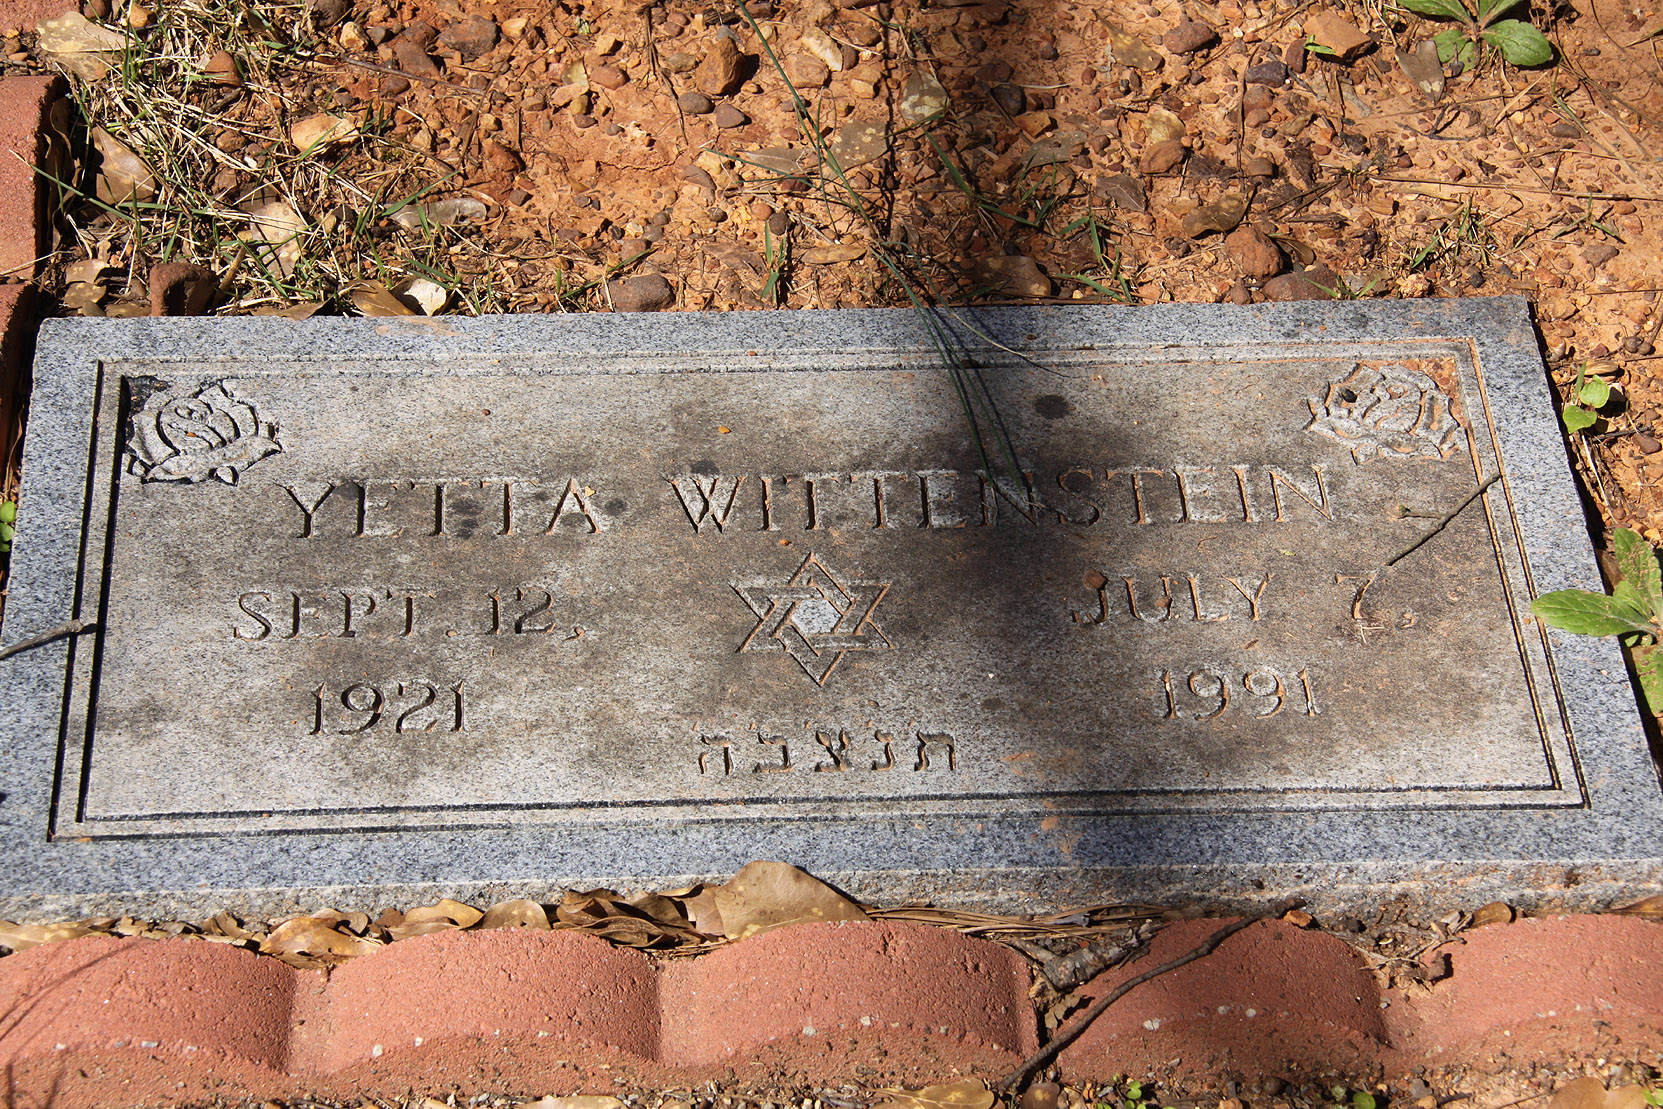 YETTA WITTENSTEIN
SEPT. 12, JULY 7,
1921 1991
תנצבה